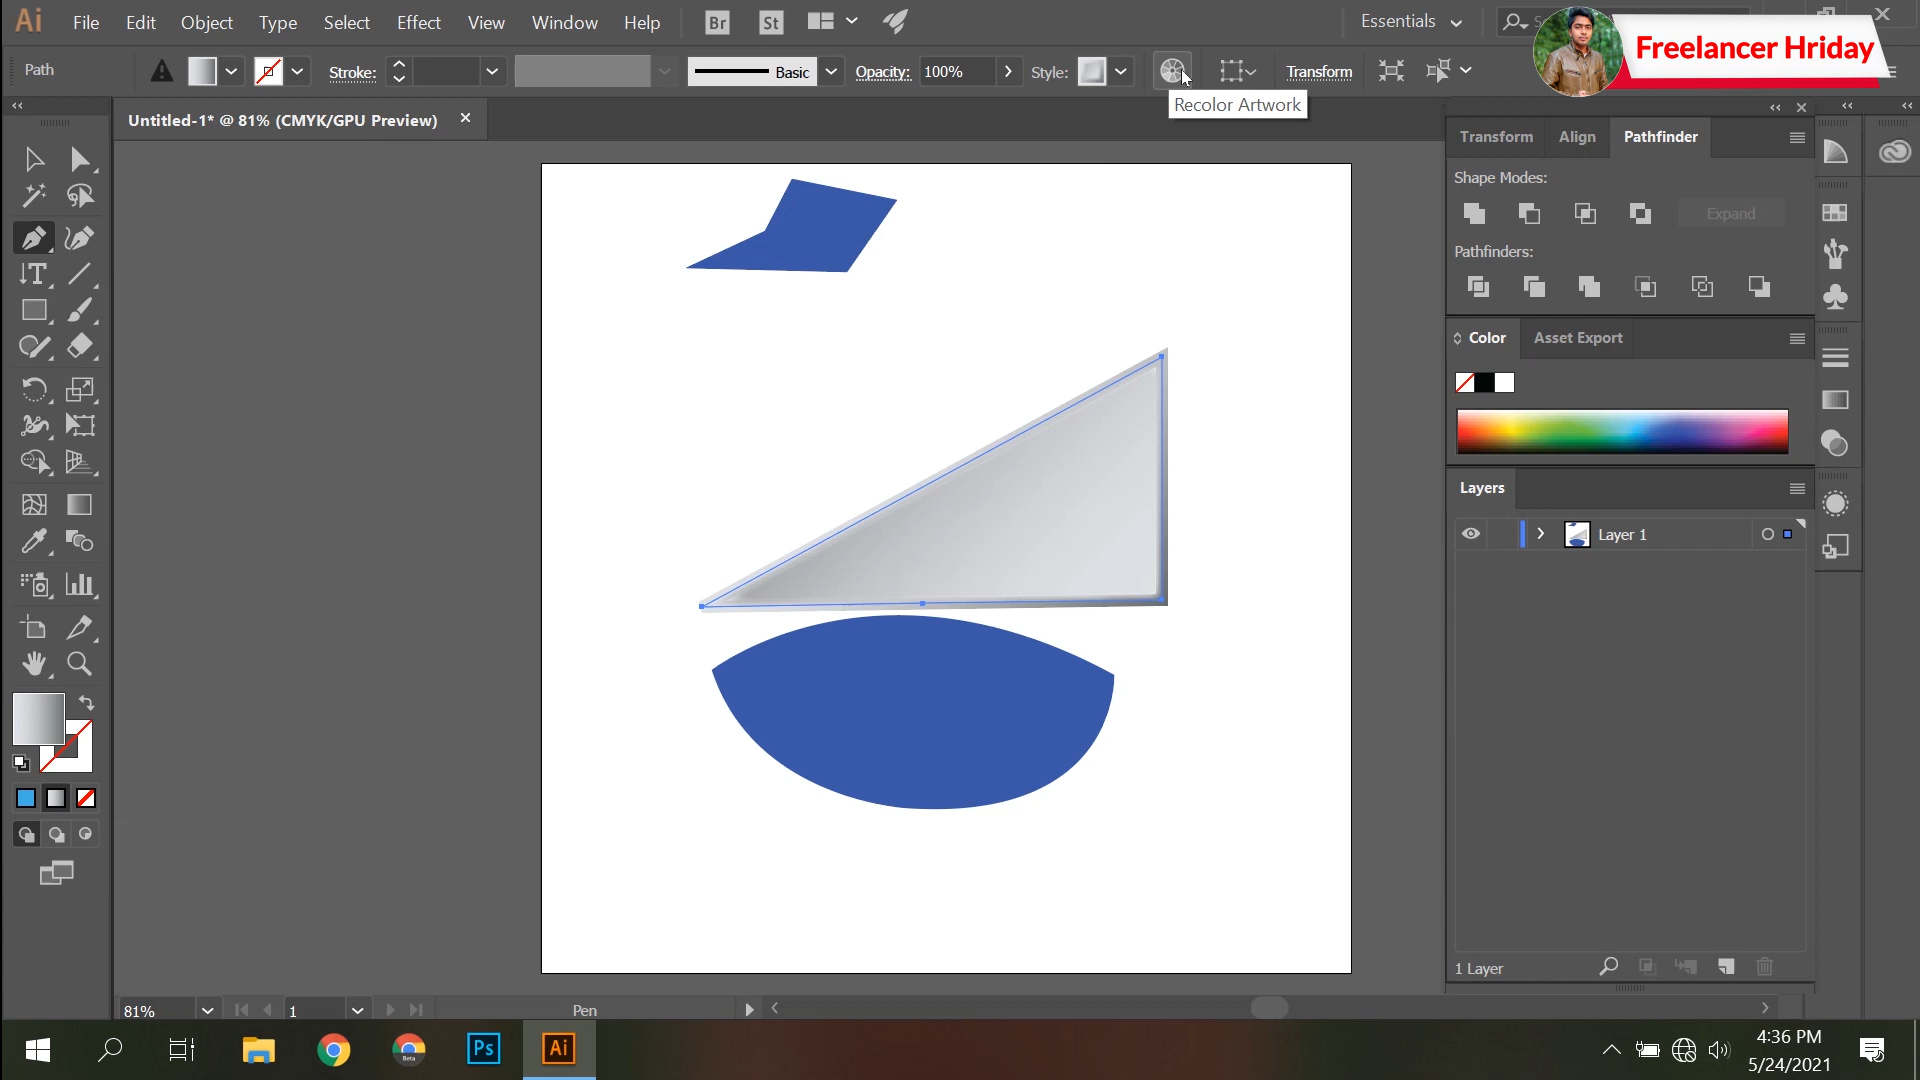 Ai File Edit Object Type Select Effect View Window Help Br St Essentials
Freelancer Hriday
Path Stroke: Basic Opacity: 100% Style: Transform
Recolor Artwork
Untitled-1* @ 81% (CMYK/GPU Preview)
Transform Align Pathfinder
Shape Modes:
Expand
Pathfinders:
Color Asset Export
Layers
Layer 1
1 Layer
81% 1 Pen
Ps Ai
Beta
4:36 PM
5/24/2021